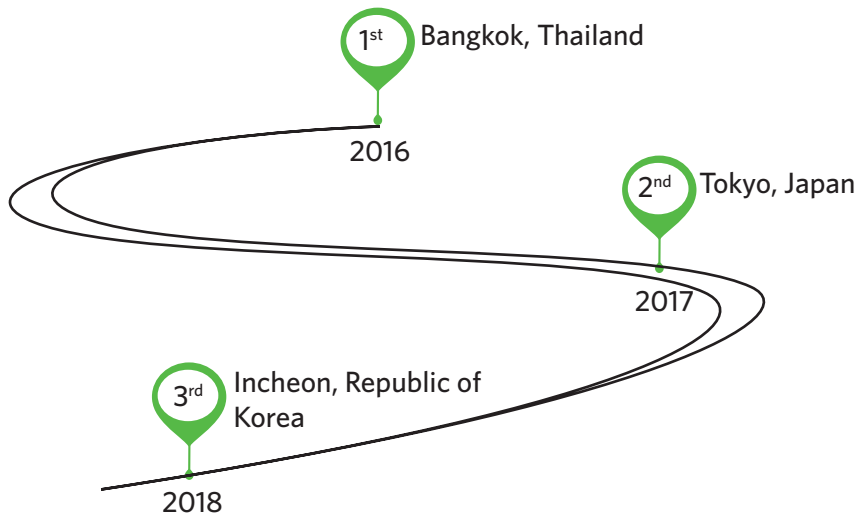 1st
Bangkok, Thailand
2016
2nd
Tokyo, Japan
2017
3rd
Incheon, Republic of
Korea
2018